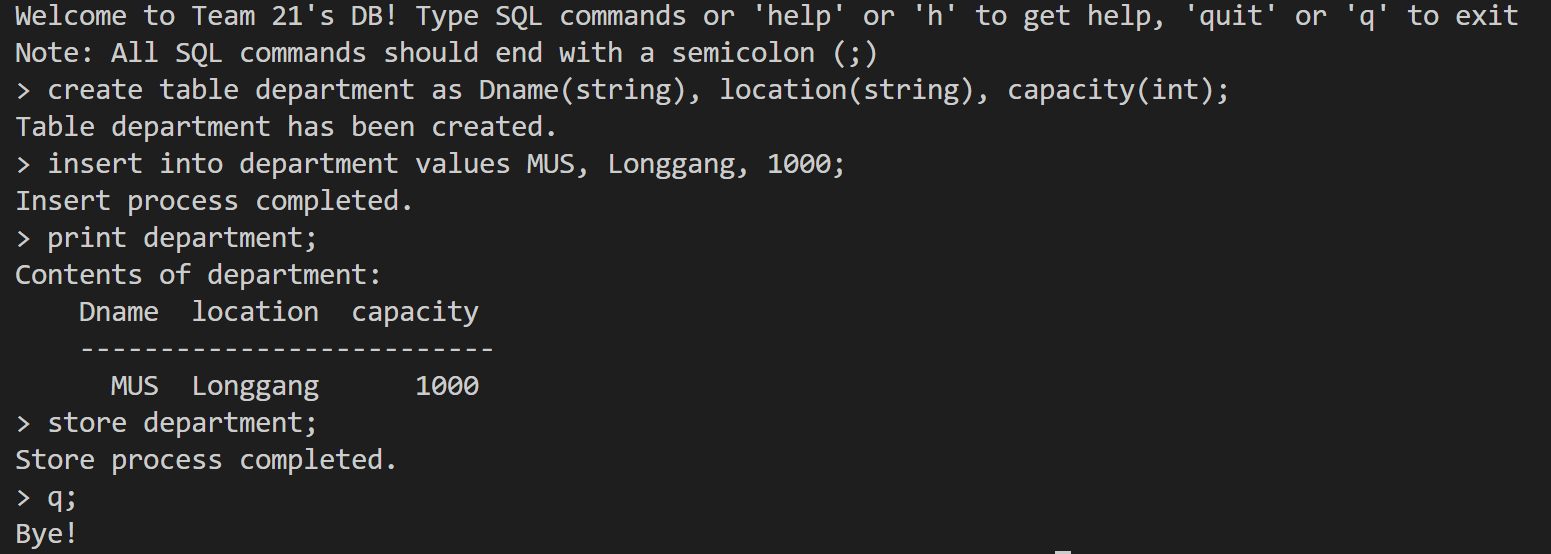 Welcome to Team 21's DB! Type SQL commands or 'help' or 'h' to get help, 'quit' or 'q' to exit
Note: All SQL commands should end with a semicolon (;)
> create table department as Dname(string), location(string), capacity(int);
Table department has been created.
> insert into department values MUS, Longgang, 1000;
Insert process completed.
> print department;
Contents of department:
    Dname  location  capacity
    --------------------------
      MUS  Longgang      1000
> store department;
Store process completed.
> q;
Bye!